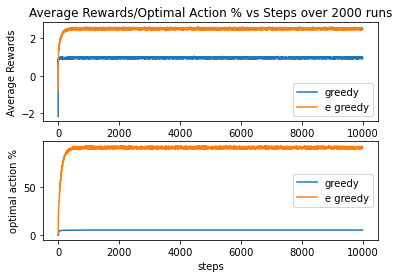 Average Rewards/Optimal Action % vs Steps over 2000 runs
Average Rewards
2
0
−2
greedy
e greedy
0 2000 4000 6000 8000 10000
optimal action %
50
0
greedy
e greedy
0 2000 4000 6000 8000 10000
steps